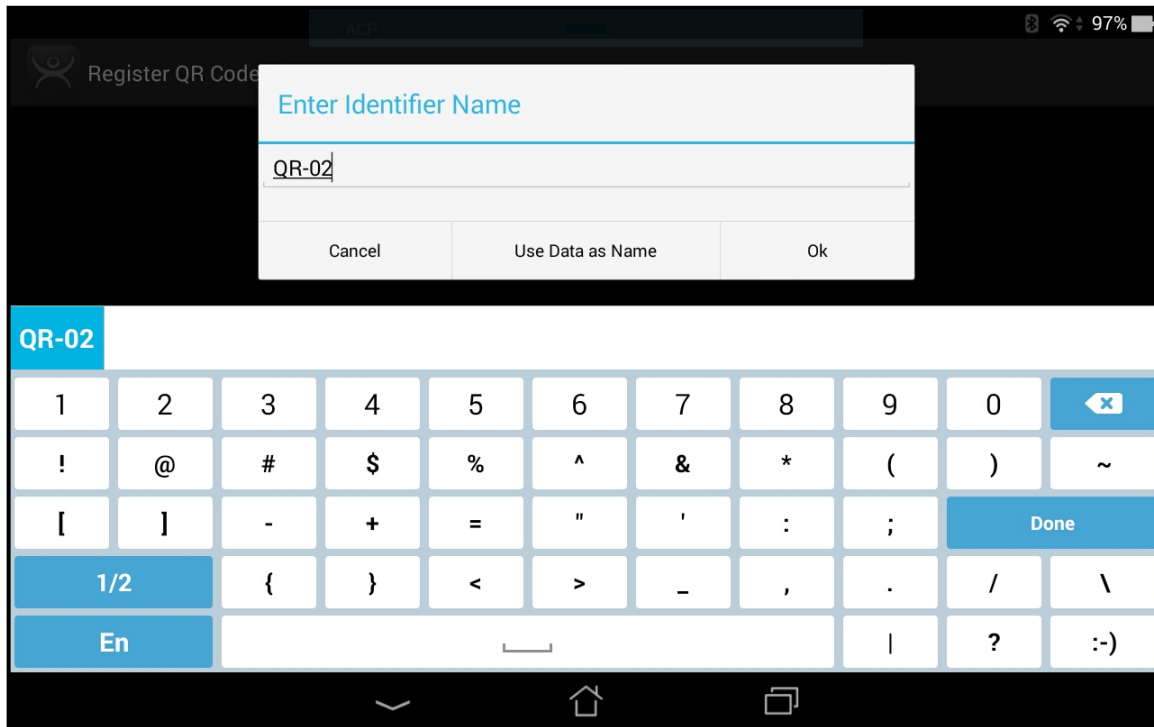 ACP
97%
Register QR Code
Enter Identifier Name
QR-02
Cancel Use Data as Name Ok
QR-02
1 2 3 4 5 6 7 8 9 0
! @ # $ % ^ & * ( ) ~
[ ] - + = " ' : ; Done
1/2 { } < > _ , . / \
En | ? :-)